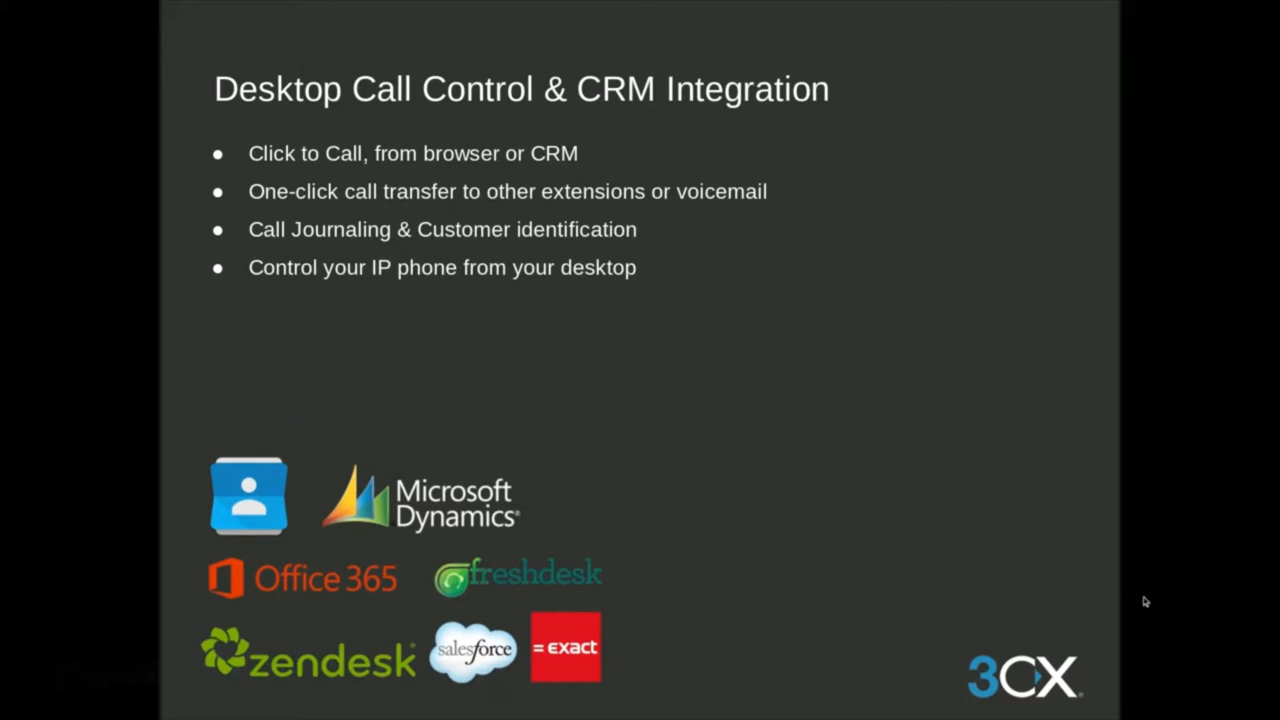 Desktop Call Control & CRM Integration
● Click to Call, from browser or CRM
● One-click call transfer to other extensions or voicemail
● Call Journaling & Customer identification
● Control your IP phone from your desktop
Microsoft
Dynamics®
Office 365
freshdesk
zendesk
salesforce
= exact
3CX®